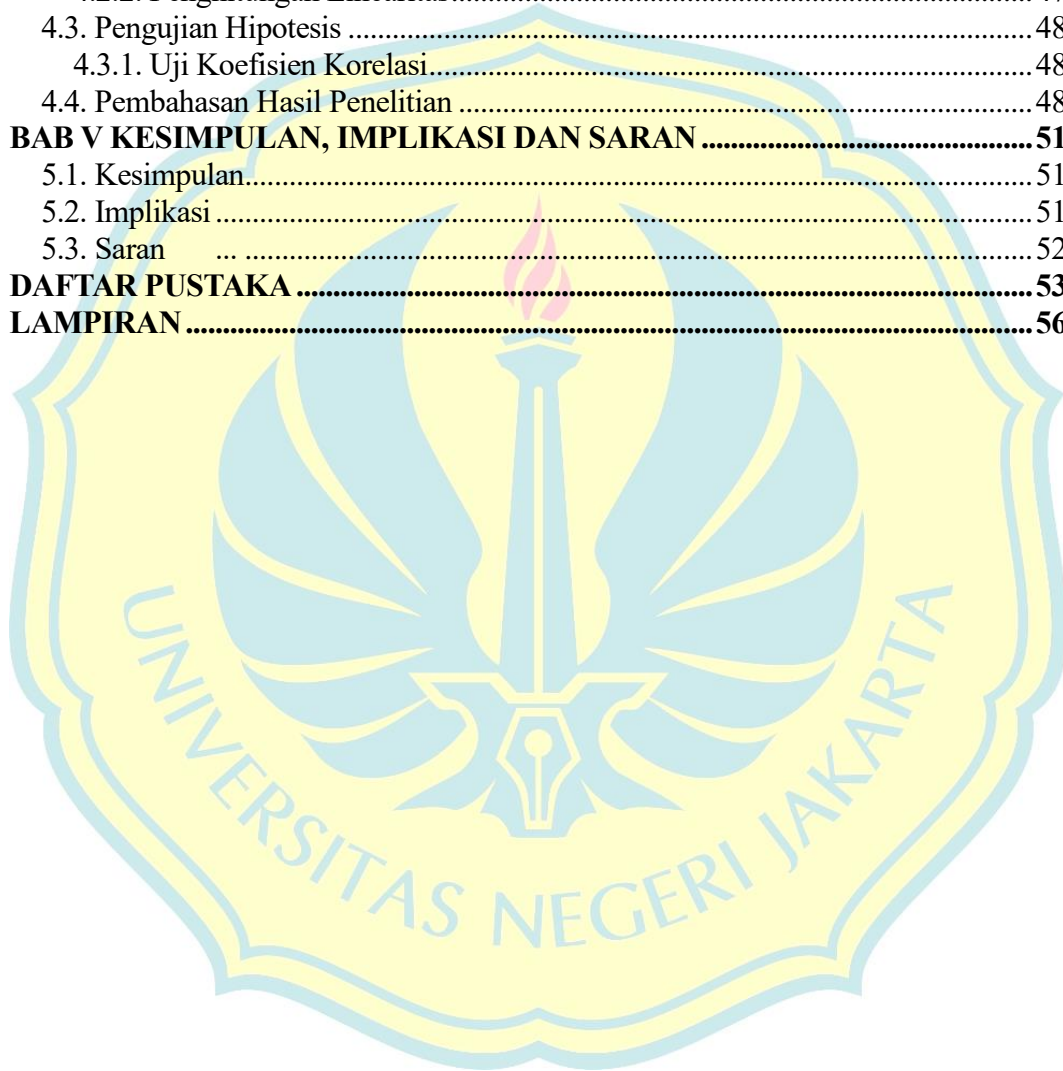 4.3. Pengujian Hipotesis ........ 48
4.3.1. Uji Koefisien Korelasi ........ 48
4.4. Pembahasan Hasil Penelitian ........ 48
BAB V KESIMPULAN, IMPLIKASI DAN SARAN ........ 51
5.1. Kesimpulan ........ 51
5.2. Implikasi ........ 51
5.3. Saran ... ........ 52
DAFTAR PUSTAKA ........ 53
LAMPIRAN ........ 56
UNIVERSITAS NEGERI JAKARTA